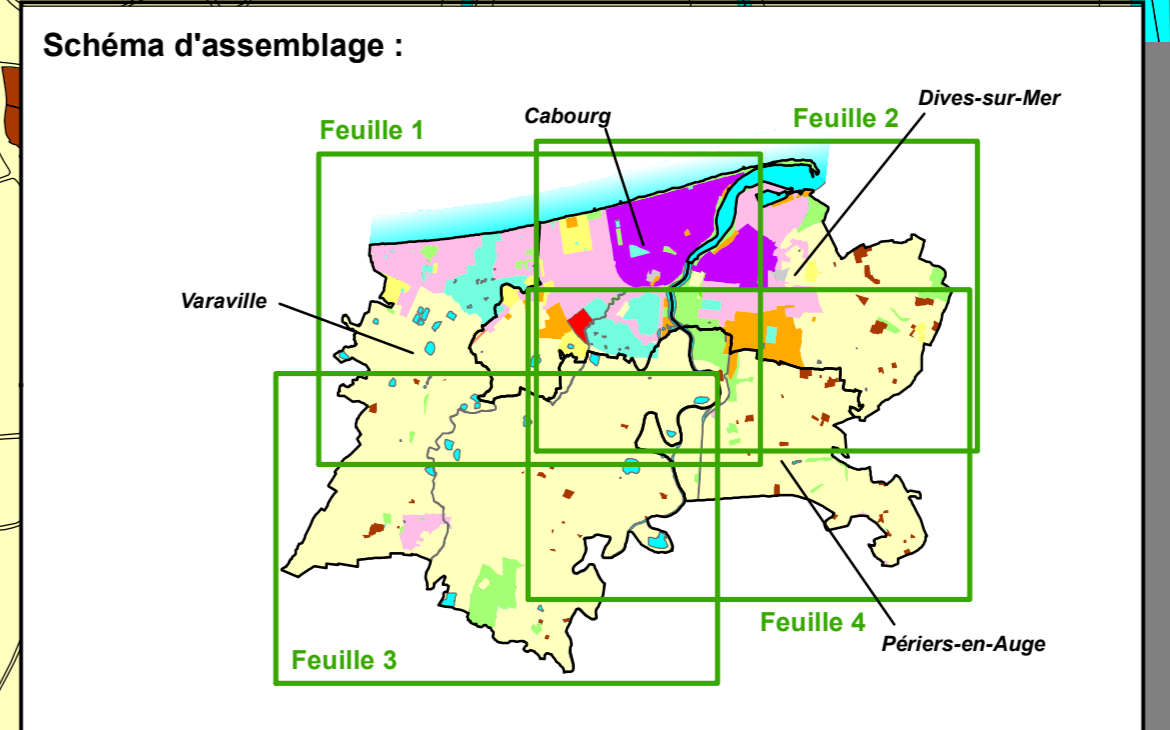 Schéma d'assemblage :
Dives-sur-Mer
Cabourg
Feuille 2
Feuille 1
Varaville
Feuille 4
Périers-en-Auge
Feuille 3